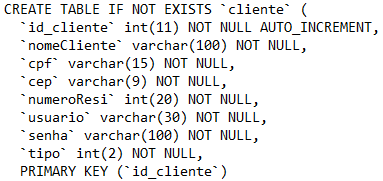 CREATE TABLE IF NOT EXISTS `cliente` (
`id_cliente` int(11) NOT NULL AUTO_INCREMENT,
`nomeCliente` varchar(100) NOT NULL,
`cpf` varchar(15) NOT NULL,
`cep` varchar(9) NOT NULL,
`numeroResi` int(20) NOT NULL,
`usuario` varchar(30) NOT NULL,
`senha` varchar(100) NOT NULL,
`tipo` int(2) NOT NULL,
PRIMARY KEY (`id_cliente`)